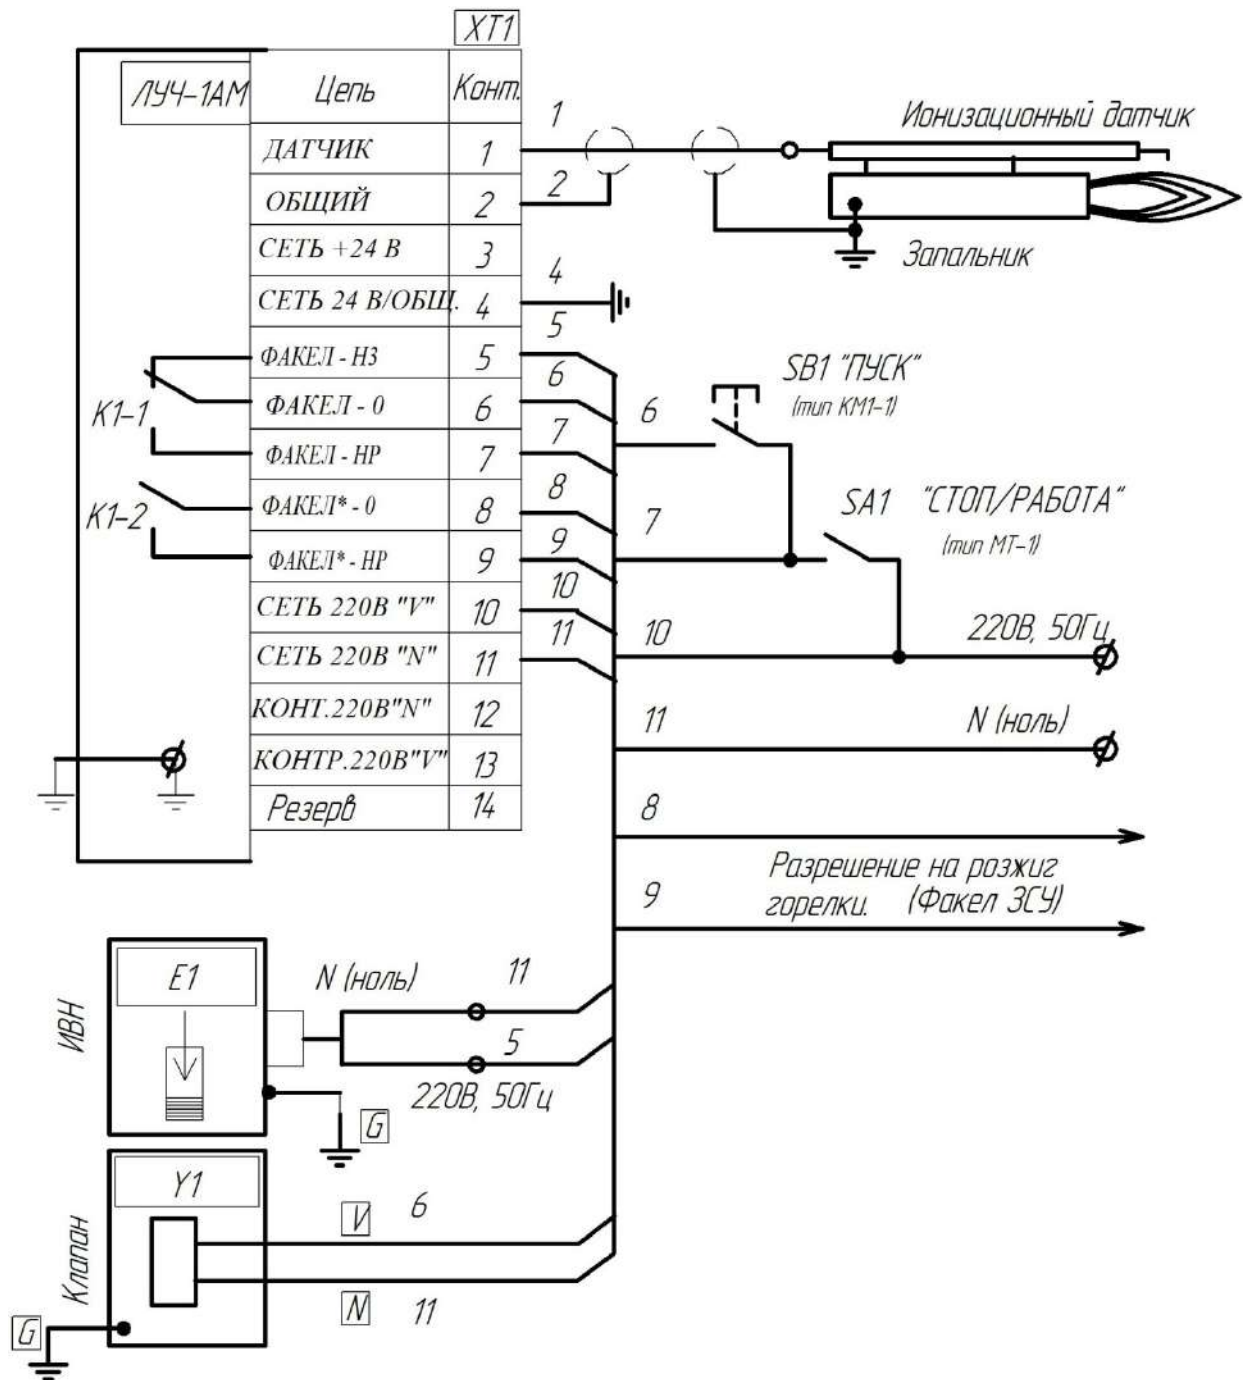 XT1
ЛУЧ-1АМ
Цепь
Конт.
ДАТЧИК
1
ОБЩИЙ
2
СЕТЬ +24 В
3
СЕТЬ 24 В/ОБЩ.
4
ФАКЕЛ - НЗ
5
ФАКЕЛ - 0
6
ФАКЕЛ - НР
7
ФАКЕЛ* - 0
8
ФАКЕЛ* - НР
9
СЕТЬ 220В "V"
10
СЕТЬ 220В "N"
11
КОНТ.220В"N"
12
КОНТР.220В"V"
13
Резерв
14
K1-1
K1-2
1
2
4
5
6
7
8
9
10
11
Ионизационный датчик
Запальник
SB1 "ПУСК"
(тип КМ1-1)
6
SA1 "СТОП/РАБОТА"
(тип МТ-1)
7
10
220В, 50Гц
11
N (ноль)
8
Разрешение на розжиг
горелки. (Факел ЗСУ)
9
ИВН
E1
N (ноль)
11
5
220В, 50Гц
G
Клапан
Y1
V
6
N
11
G